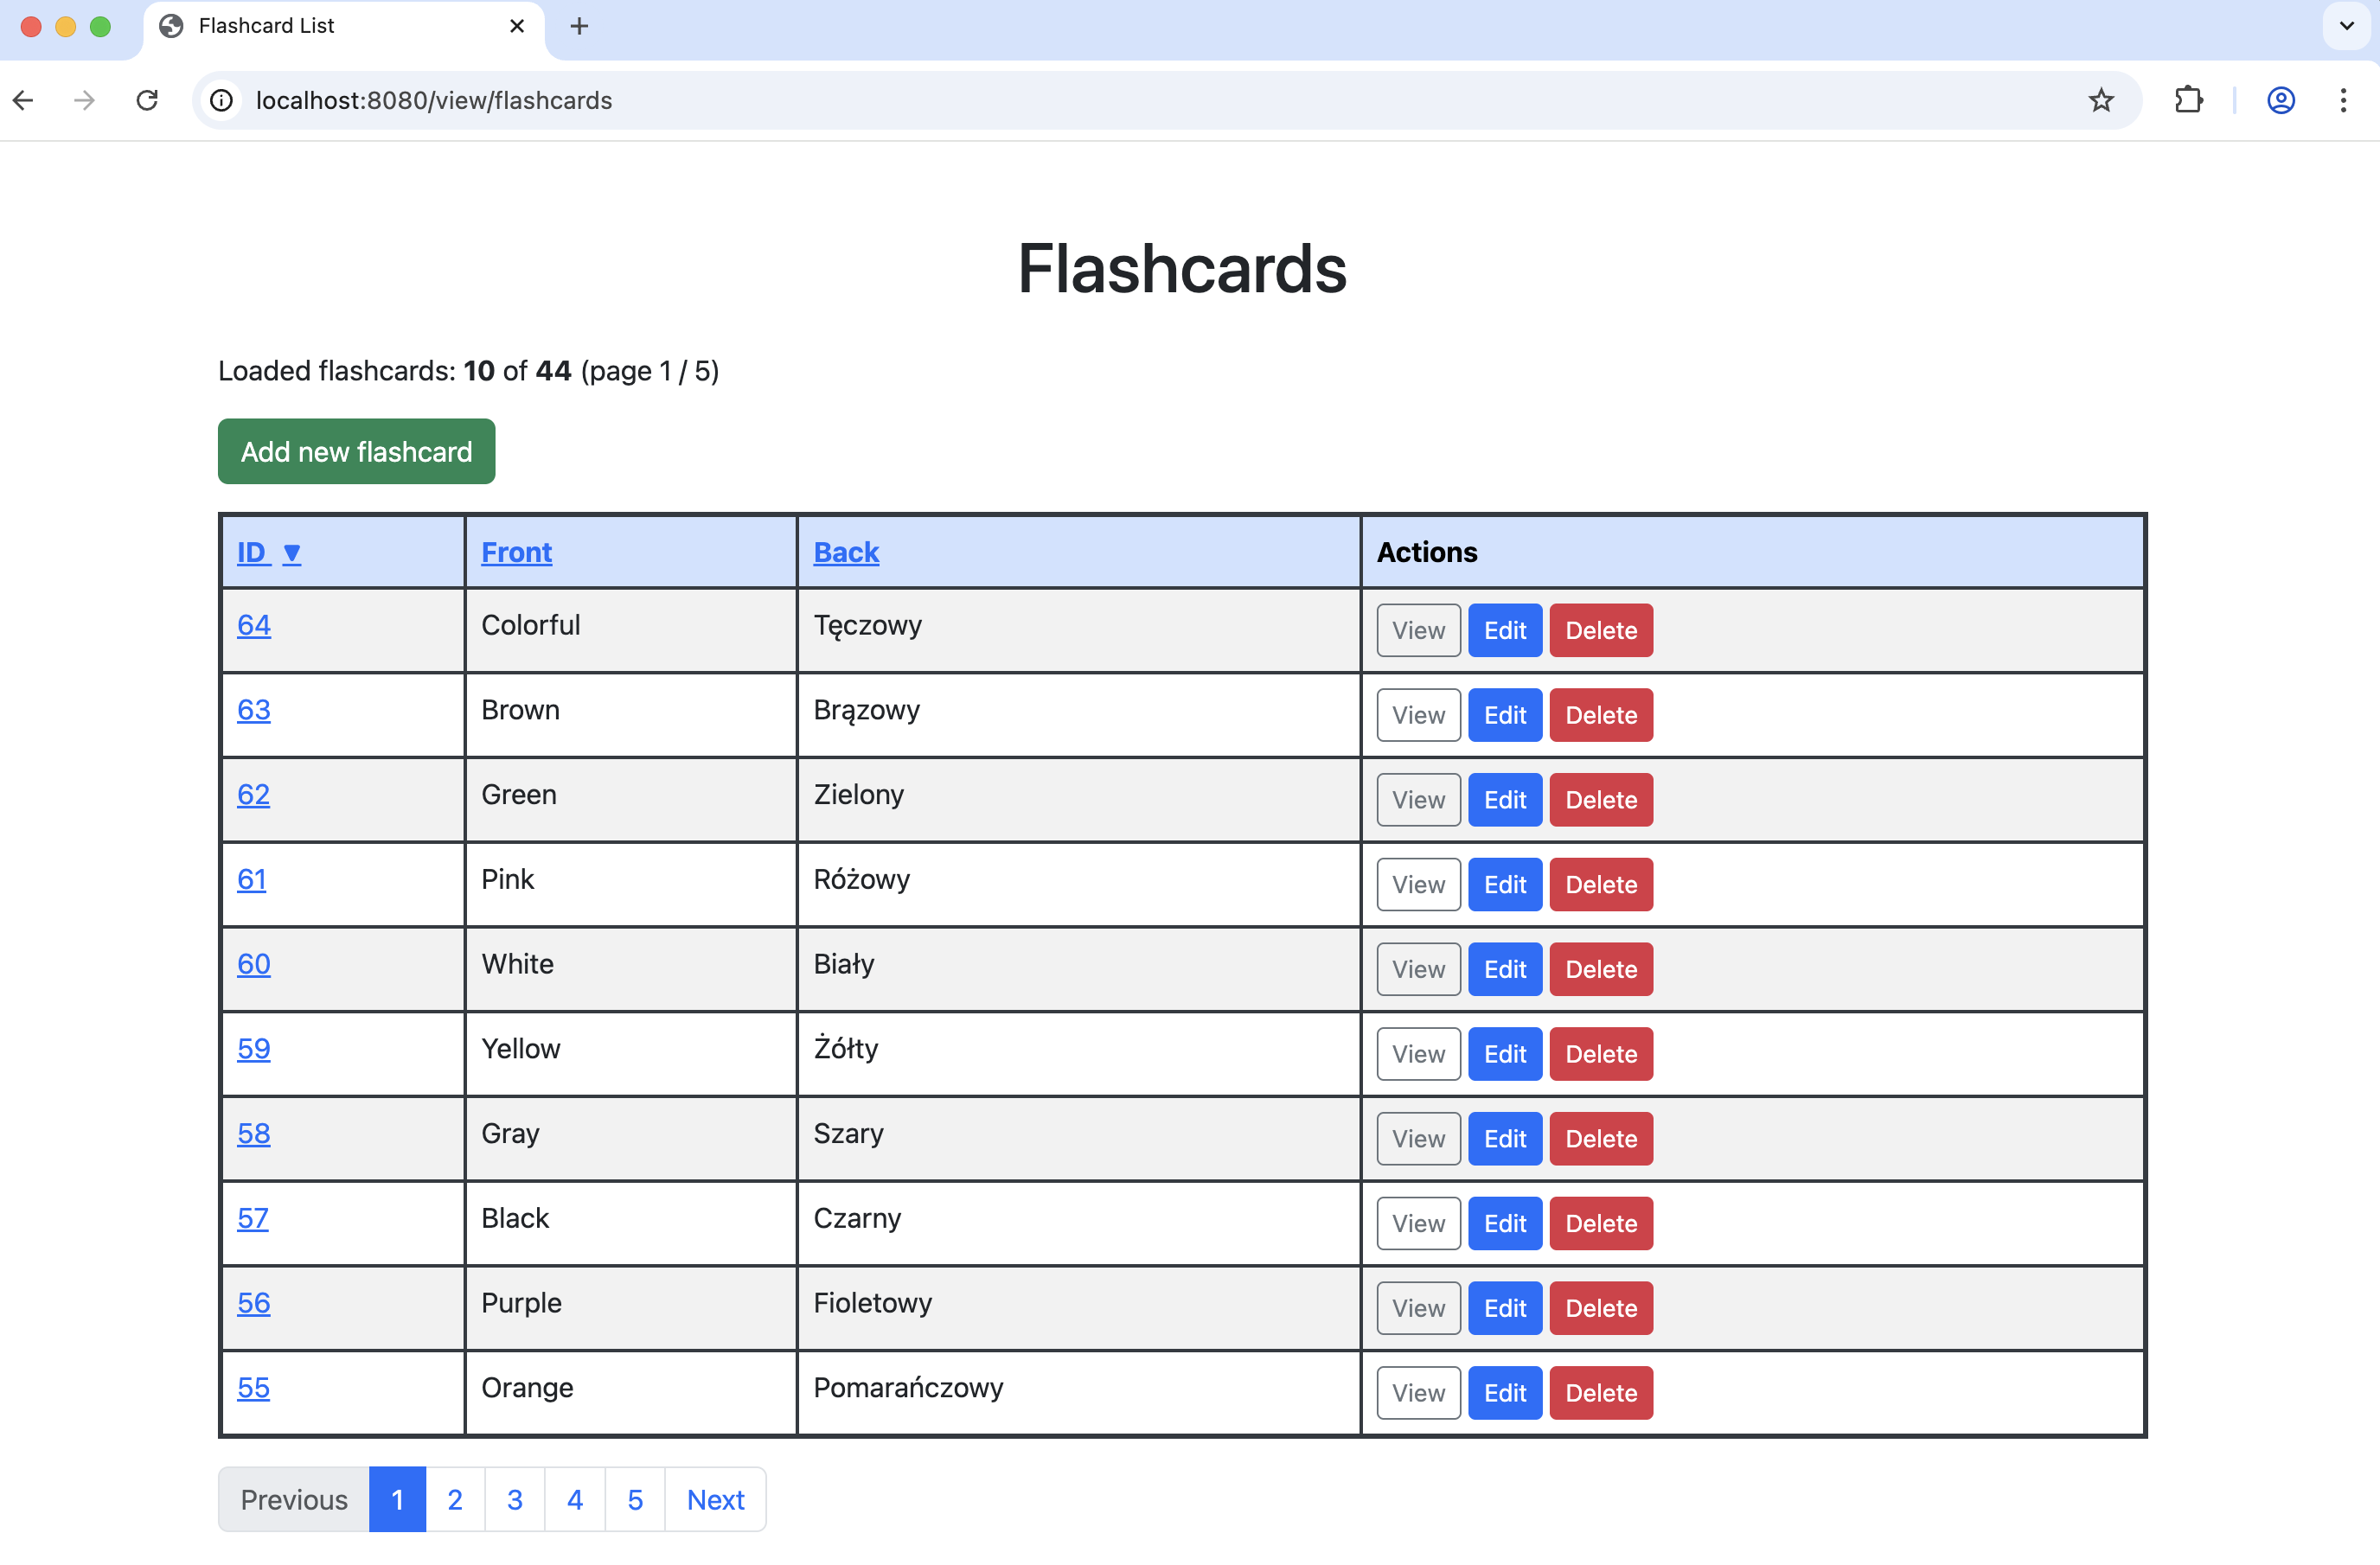 Flashcard List
localhost:8080/view/flashcards
Flashcards
Loaded flashcards: 10 of 44 (page 1 / 5)
Add new flashcard
ID ▼ Front Back Actions
64 Colorful Tęczowy View Edit Delete
63 Brown Brązowy View Edit Delete
62 Green Zielony View Edit Delete
61 Pink Różowy View Edit Delete
60 White Biały View Edit Delete
59 Yellow Żółty View Edit Delete
58 Gray Szary View Edit Delete
57 Black Czarny View Edit Delete
56 Purple Fioletowy View Edit Delete
55 Orange Pomarańczowy View Edit Delete
Previous 1 2 3 4 5 Next